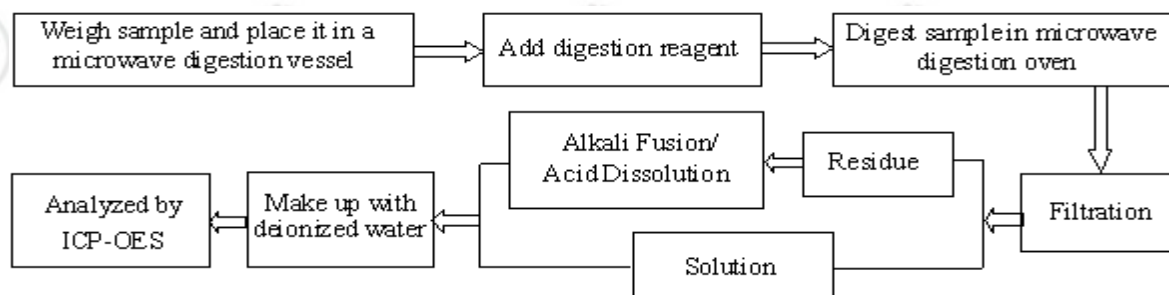 Weigh sample and place it in a
microwave digestion vessel
Add digestion reagent
Digest sample in microwave
digestion oven
Filtration
Residue
Alkali Fusion/
Acid Dissolution
Solution
Make up with
deionized water
Analyzed by
ICP-OES